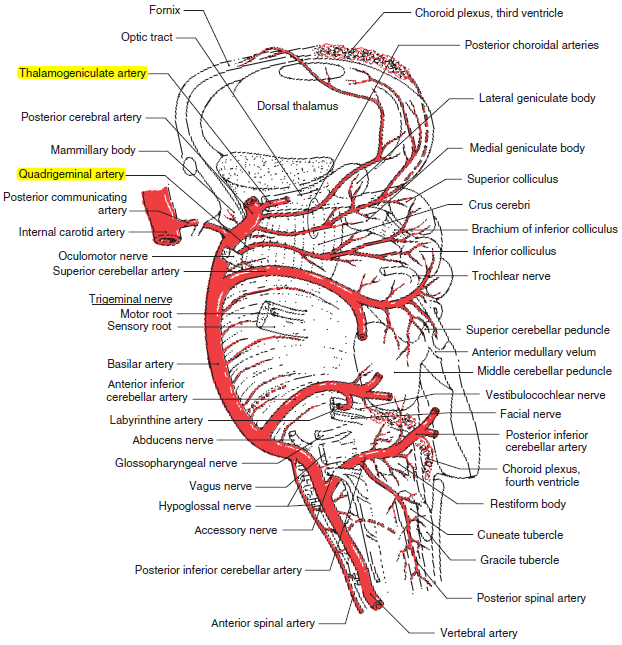 Fornix
Optic tract
Thalamogeniculate artery
Posterior cerebral artery
Mammillary body
Quadrigeminal artery
Posterior communicating
artery
Internal carotid artery
Oculomotor nerve
Superior cerebellar artery
Trigeminal nerve
Motor root
Sensory root
Basilar artery
Anterior inferior
cerebellar artery
Labyrinthine artery
Abducens nerve
Glossopharyngeal nerve
Vagus nerve
Hypoglossal nerve
Accessory nerve
Posterior inferior cerebellar artery
Anterior spinal artery
Dorsal thalamus
Choroid plexus, third ventricle
Posterior choroidal arteries
Lateral geniculate body
Medial geniculate body
Superior colliculus
Crus cerebri
Brachium of inferior colliculus
Inferior colliculus
Trochlear nerve
Superior cerebellar peduncle
Anterior medullary velum
Middle cerebellar peduncle
Vestibulocochlear nerve
Facial nerve
Posterior inferior
cerebellar artery
Choroid plexus,
fourth ventricle
Restiform body
Cuneate tubercle
Gracile tubercle
Posterior spinal artery
Vertebral artery